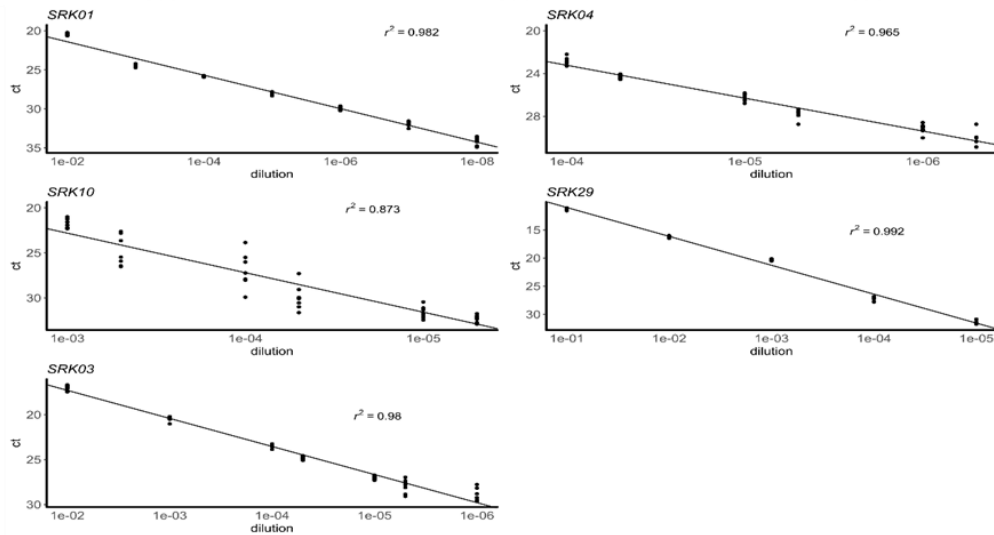 SRK01
r² = 0.982
20
25
30
35
ct
1e-02
1e-04
1e-06
1e-08
dilution
SRK04
r² = 0.965
20
24
28
ct
1e-04
1e-05
1e-06
dilution
SRK10
r² = 0.873
20
25
30
ct
1e-03
1e-04
1e-05
dilution
SRK29
r² = 0.992
15
20
25
30
ct
1e-01
1e-02
1e-03
1e-04
1e-05
dilution
SRK03
r² = 0.98
20
25
30
ct
1e-02
1e-03
1e-04
1e-05
1e-06
dilution